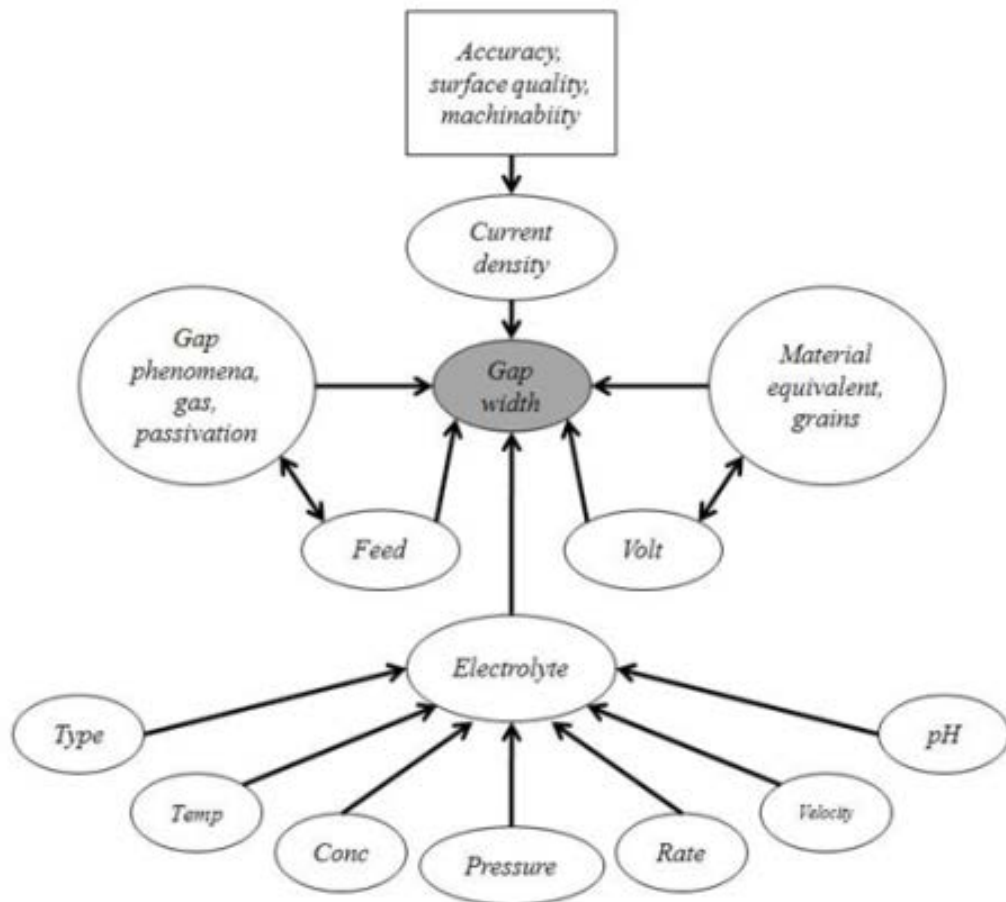 Accuracy,
surface quality,
machinabiity
Current
density
Gap
phenomena,
gas,
passivation
Gap
width
Material
equivalent,
grains
Feed
Volt
Electrolyte
Type
pH
Temp
Velocity
Conc
Pressure
Rate